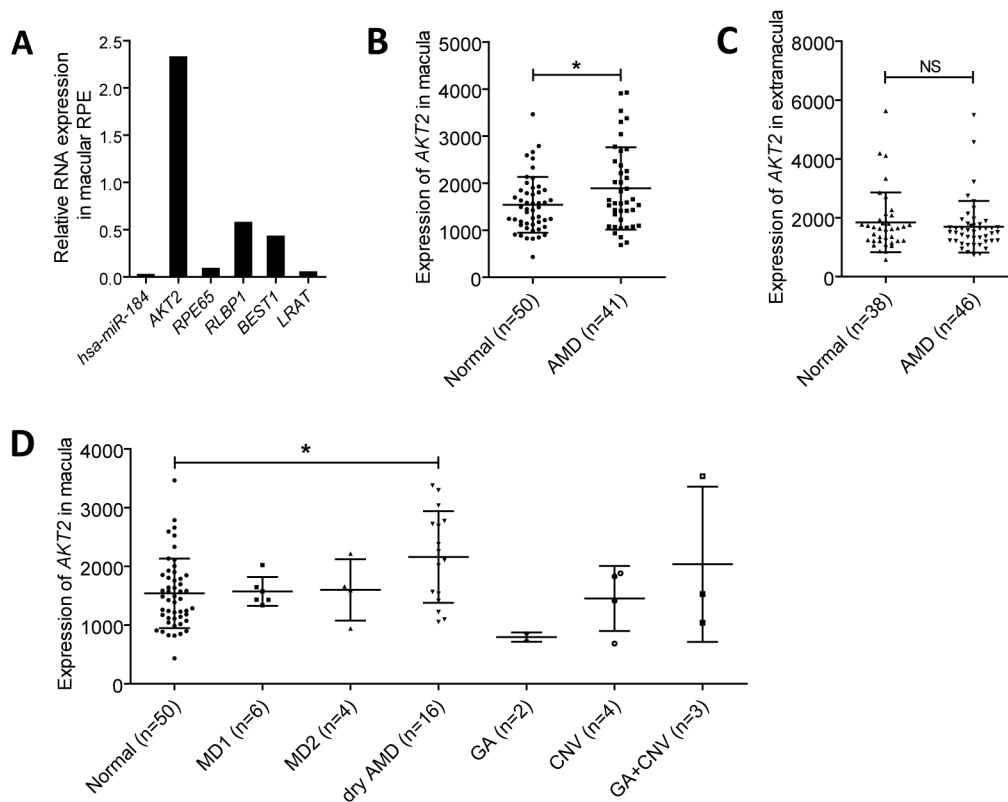 A
Relative RNA expression
in macular RPE
2.5
2.0
1.5
1.0
0.5
0.0
hsa-miR-184
AKT2
RPE65
RLBP1
BEST1
LRAT
B
Expression of AKT2 in macula
5000
4000
3000
2000
1000
0
*
Normal (n=50)
AMD (n=41)
C
Expression of AKT2 in extramacula
8000
6000
4000
2000
0
NS
Normal (n=38)
AMD (n=46)
D
Expression of AKT2 in macula
4000
3000
2000
1000
0
*
Normal (n=50)
MD1 (n=6)
MD2 (n=4)
dry AMD (n=16)
GA (n=2)
CNV (n=4)
GA+CNV (n=3)